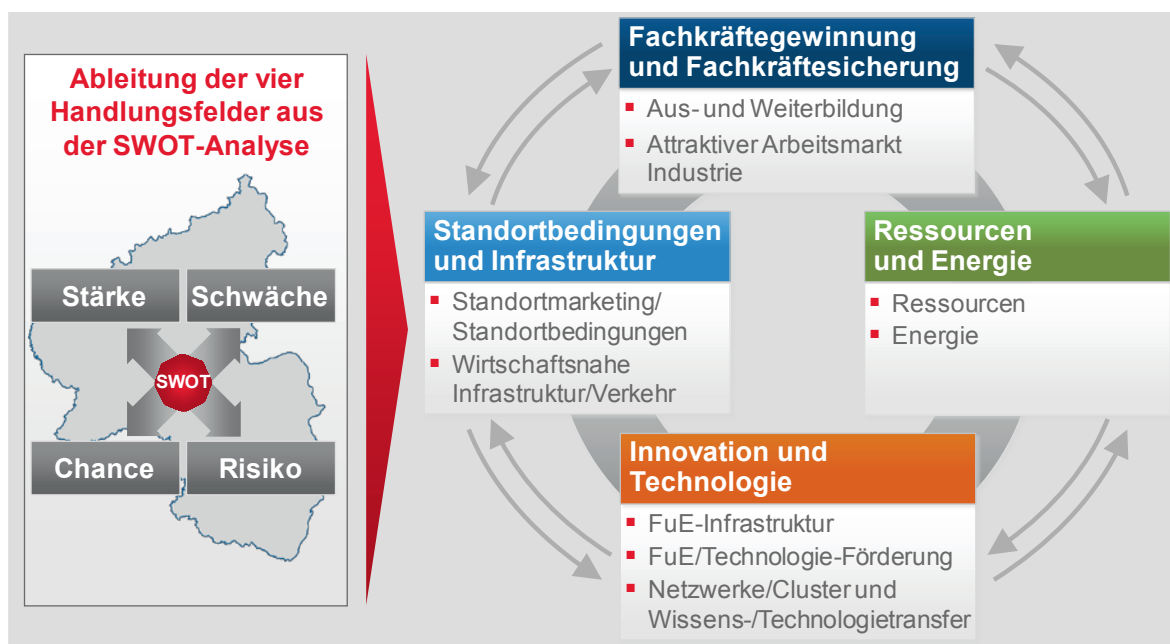 Ableitung der vier
Handlungsfelder aus
der SWOT-Analyse
Stärke
Schwäche
SWOT
Chance
Risiko
Fachkräftegewinnung
und Fachkräftesicherung
Aus- und Weiterbildung
Attraktiver Arbeitsmarkt
Industrie
Standortbedingungen
und Infrastruktur
Standortmarketing/
Standortbedingungen
Wirtschaftsnahe
Infrastruktur/Verkehr
Ressourcen
und Energie
Ressourcen
Energie
Innovation und
Technologie
FuE-Infrastruktur
FuE/Technologie-Förderung
Netzwerke/Cluster und
Wissens-/Technologietransfer